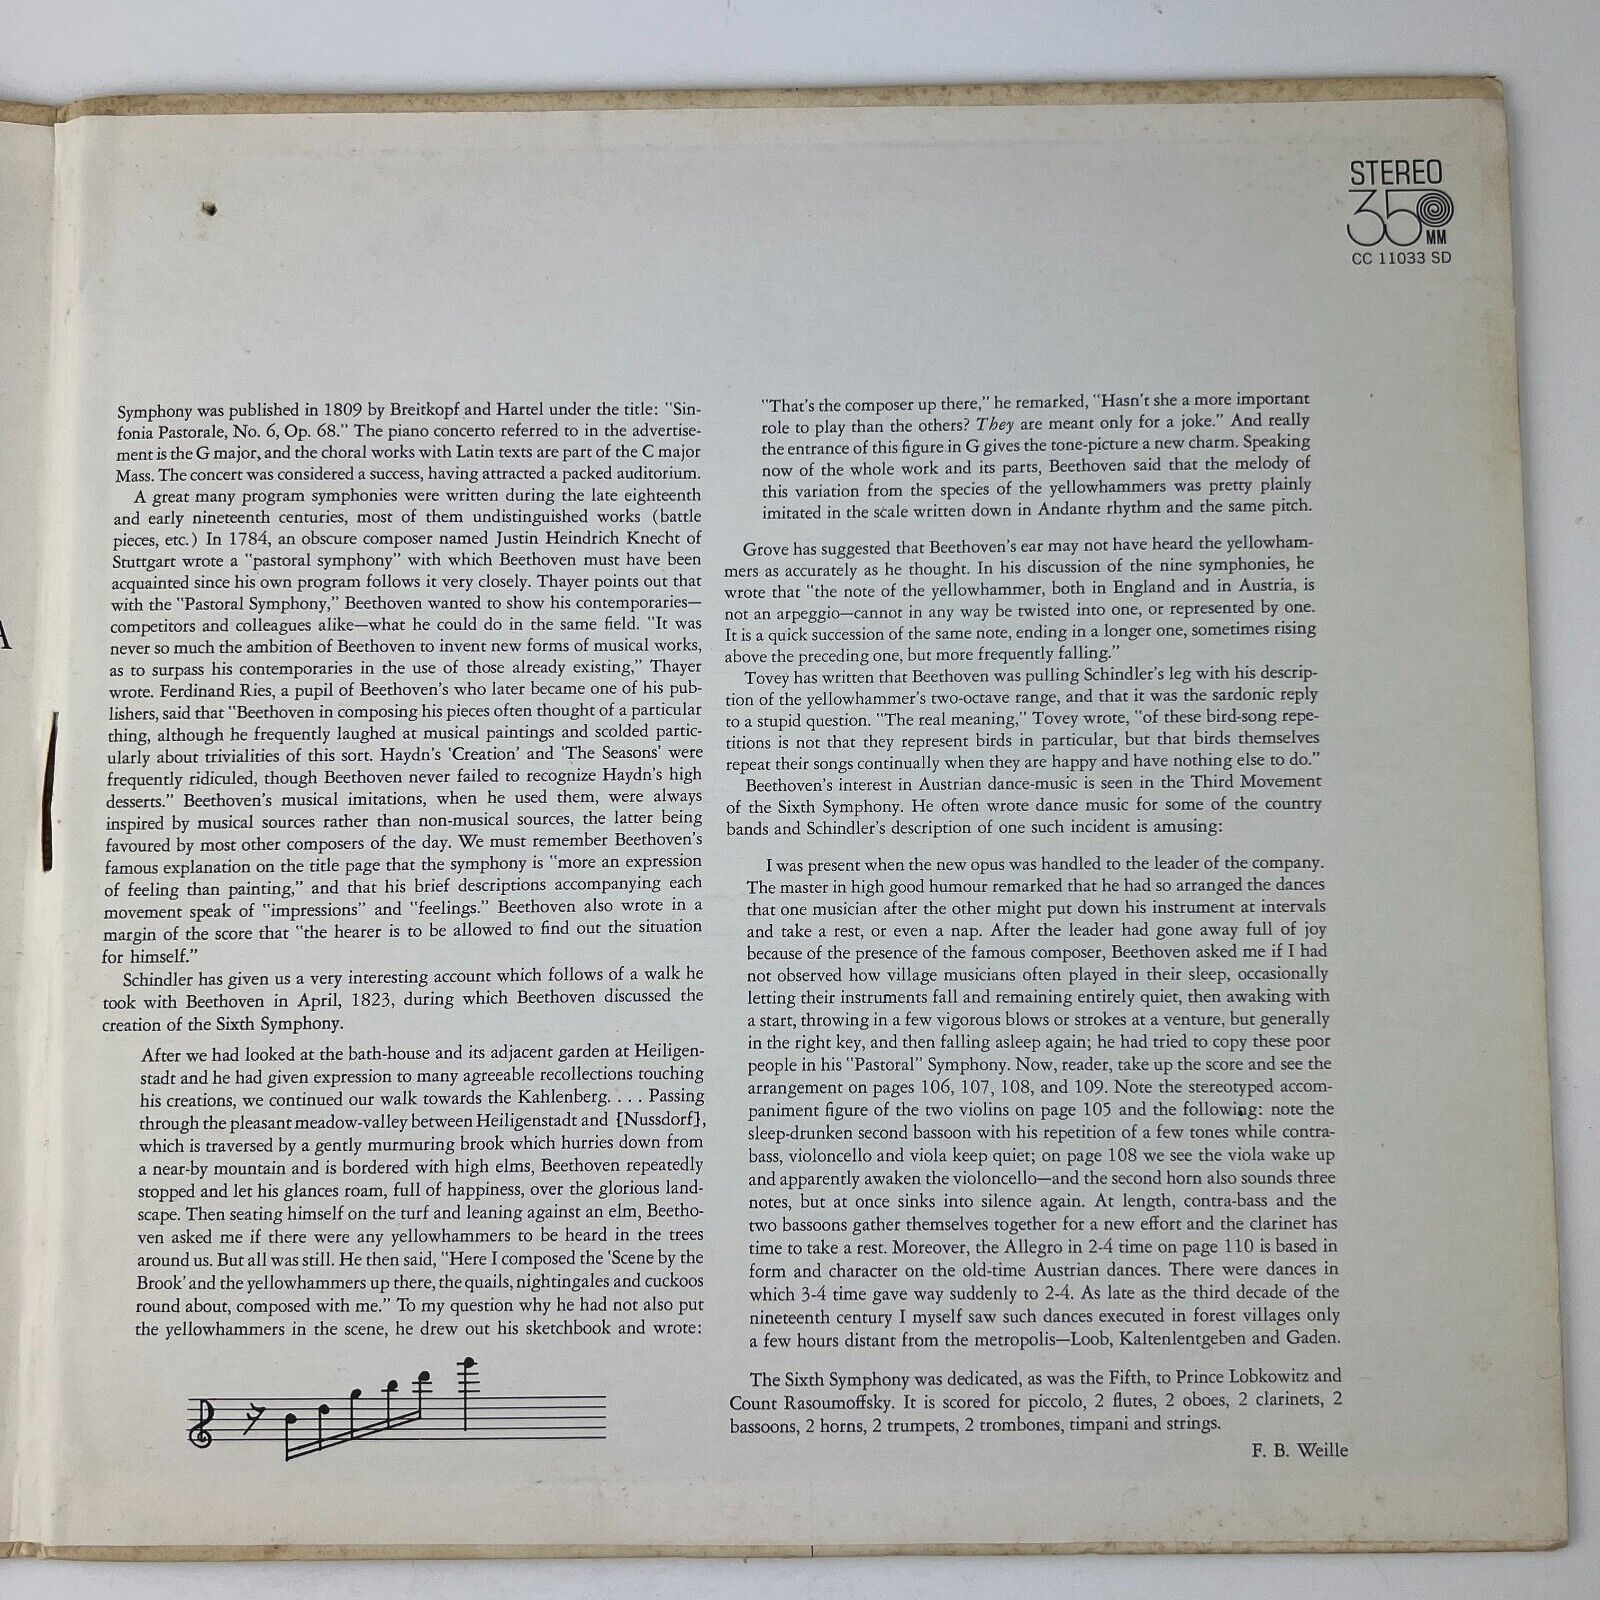 STEREO
35
MM
CC 11033 SD
A
Symphony was published in 1809 by Breitkopf and Hartel under the title: "Sin-
fonia Pastorale, No. 6, Op. 68." The piano concerto referred to in the advertise-
ment is the G major, and the choral works with Latin texts are part of the C major
Mass. The concert was considered a success, having attracted a packed auditorium.
A great many program symphonies were written during the late eighteenth
and early nineteenth centuries, most of them undistinguished works (battle
pieces, etc.) In 1784, an obscure composer named Justin Heindrich Knecht of
Stuttgart wrote a "pastoral symphony" with which Beethoven must have been
acquainted since his own program follows it very closely. Thayer points out that
with the "Pastoral Symphony," Beethoven wanted to show his contemporaries—
competitors and colleagues alike—what he could do in the same field. "It was
never so much the ambition of Beethoven to invent new forms of musical works,
as to surpass his contemporaries in the use of those already existing," Thayer
wrote. Ferdinand Ries, a pupil of Beethoven's who later became one of his pub-
lishers, said that "Beethoven in composing his pieces often thought of a particular
thing, although he frequently laughed at musical paintings and scolded partic-
ularly about trivialities of this sort. Haydn's 'Creation' and 'The Seasons' were
frequently ridiculed, though Beethoven never failed to recognize Haydn's high
desserts." Beethoven's musical imitations, when he used them, were always
inspired by musical sources rather than non-musical sources, the latter being
favoured by most other composers of the day. We must remember Beethoven's
famous explanation on the title page that the symphony is "more an expression
of feeling than painting," and that his brief descriptions accompanying each
movement speak of "impressions" and "feelings." Beethoven also wrote in a
margin of the score that "the hearer is to be allowed to find out the situation
for himself."
Schindler has given us a very interesting account which follows of a walk he
took with Beethoven in April, 1823, during which Beethoven discussed the
creation of the Sixth Symphony.
After we had looked at the bath-house and its adjacent garden at Heiligen-
stadt and he had given expression to many agreeable recollections touching
his creations, we continued our walk towards the Kahlenberg. . . . Passing
through the pleasant meadow-valley between Heiligenstadt and [Nussdorf],
which is traversed by a gently murmuring brook which hurries down from
a near-by mountain and is bordered with high elms, Beethoven repeatedly
stopped and let his glances roam, full of happiness, over the glorious land-
scape. Then seating himself on the turf and leaning against an elm, Beetho-
ven asked me if there were any yellowhammers to be heard in the trees
around us. But all was still. He then said, "Here I composed the 'Scene by the
Brook' and the yellowhammers up there, the quails, nightingales and cuckoos
round about, composed with me." To my question why he had not also put
the yellowhammers in the scene, he drew out his sketchbook and wrote:
"That's the composer up there," he remarked, "Hasn't she a more important
role to play than the others? They are meant only for a joke." And really
the entrance of this figure in G gives the tone-picture a new charm. Speaking
now of the whole work and its parts, Beethoven said that the melody of
this variation from the species of the yellowhammers was pretty plainly
imitated in the scale written down in Andante rhythm and the same pitch.
Grove has suggested that Beethoven's ear may not have heard the yellowham-
mers as accurately as he thought. In his discussion of the nine symphonies, he
wrote that "the note of the yellowhammer, both in England and in Austria, is
not an arpeggio—cannot in any way be twisted into one, or represented by one.
It is a quick succession of the same note, ending in a longer one, sometimes rising
above the preceding one, but more frequently falling."
Tovey has written that Beethoven was pulling Schindler's leg with his descrip-
tion of the yellowhammer's two-octave range, and that it was the sardonic reply
to a stupid question. "The real meaning," Tovey wrote, "of these bird-song repe-
titions is not that they represent birds in particular, but that birds themselves
repeat their songs continually when they are happy and have nothing else to do."
Beethoven's interest in Austrian dance-music is seen in the Third Movement
of the Sixth Symphony. He often wrote dance music for some of the country
bands and Schindler's description of one such incident is amusing:
I was present when the new opus was handled to the leader of the company.
The master in high good humour remarked that he had so arranged the dances
that one musician after the other might put down his instrument at intervals
and take a rest, or even a nap. After the leader had gone away full of joy
because of the presence of the famous composer, Beethoven asked me if I had
not observed how village musicians often played in their sleep, occasionally
letting their instruments fall and remaining entirely quiet, then awaking with
a start, throwing in a few vigorous blows or strokes at a venture, but generally
in the right key, and then falling asleep again; he had tried to copy these poor
people in his "Pastoral" Symphony. Now, reader, take up the score and see the
arrangement on pages 106, 107, 108, and 109. Note the stereotyped accom-
paniment figure of the two violins on page 105 and the following: note the
sleep-drunken second bassoon with his repetition of a few tones while contra-
bass, violoncello and viola keep quiet; on page 108 we see the viola wake up
and apparently awaken the violoncello—and the second horn also sounds three
notes, but at once sinks into silence again. At length, contra-bass and the
two bassoons gather themselves together for a new effort and the clarinet has
time to take a rest. Moreover, the Allegro in 2-4 time on page 110 is based in
form and character on the old-time Austrian dances. There were dances in
which 3-4 time gave way suddenly to 2-4. As late as the third decade of the
nineteenth century I myself saw such dances executed in forest villages only
a few hours distant from the metropolis—Loob, Kaltenlentgeben and Gaden.
The Sixth Symphony was dedicated, as was the Fifth, to Prince Lobkowitz and
Count Rasoumoffsky. It is scored for piccolo, 2 flutes, 2 oboes, 2 clarinets, 2
bassoons, 2 horns, 2 trumpets, 2 trombones, timpani and strings.
F. B. Weille